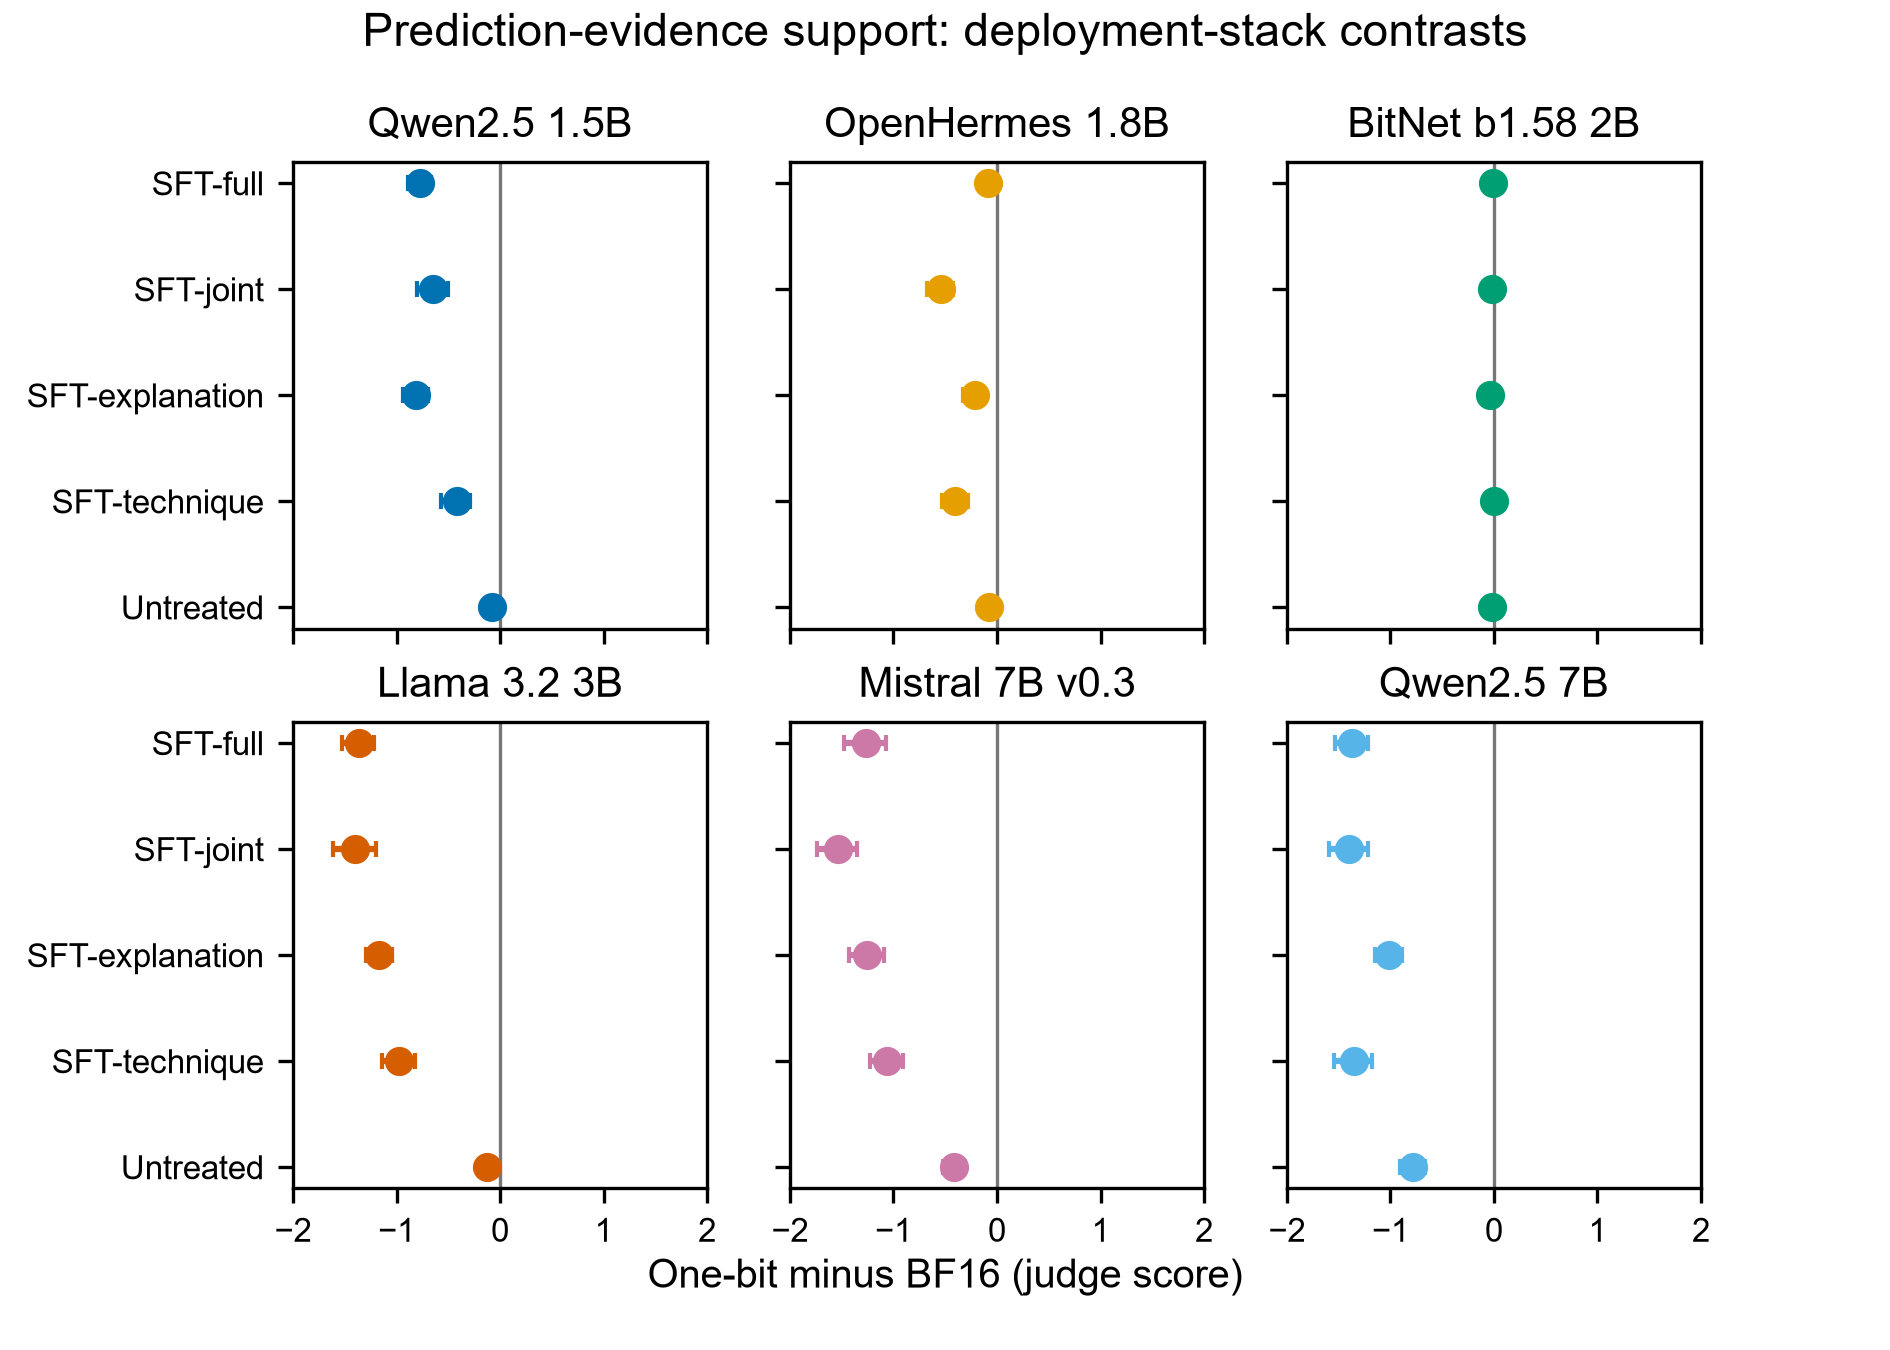 Prediction-evidence support: deployment-stack contrasts
Qwen2.5 1.5B
OpenHermes 1.8B
BitNet b1.58 2B
SFT-full
SFT-joint
SFT-explanation
SFT-technique
Untreated
Llama 3.2 3B
Mistral 7B v0.3
Qwen2.5 7B
SFT-full
SFT-joint
SFT-explanation
SFT-technique
Untreated
−2 −1 0 1 2
−2 −1 0 1 2
−2 −1 0 1 2
One-bit minus BF16 (judge score)